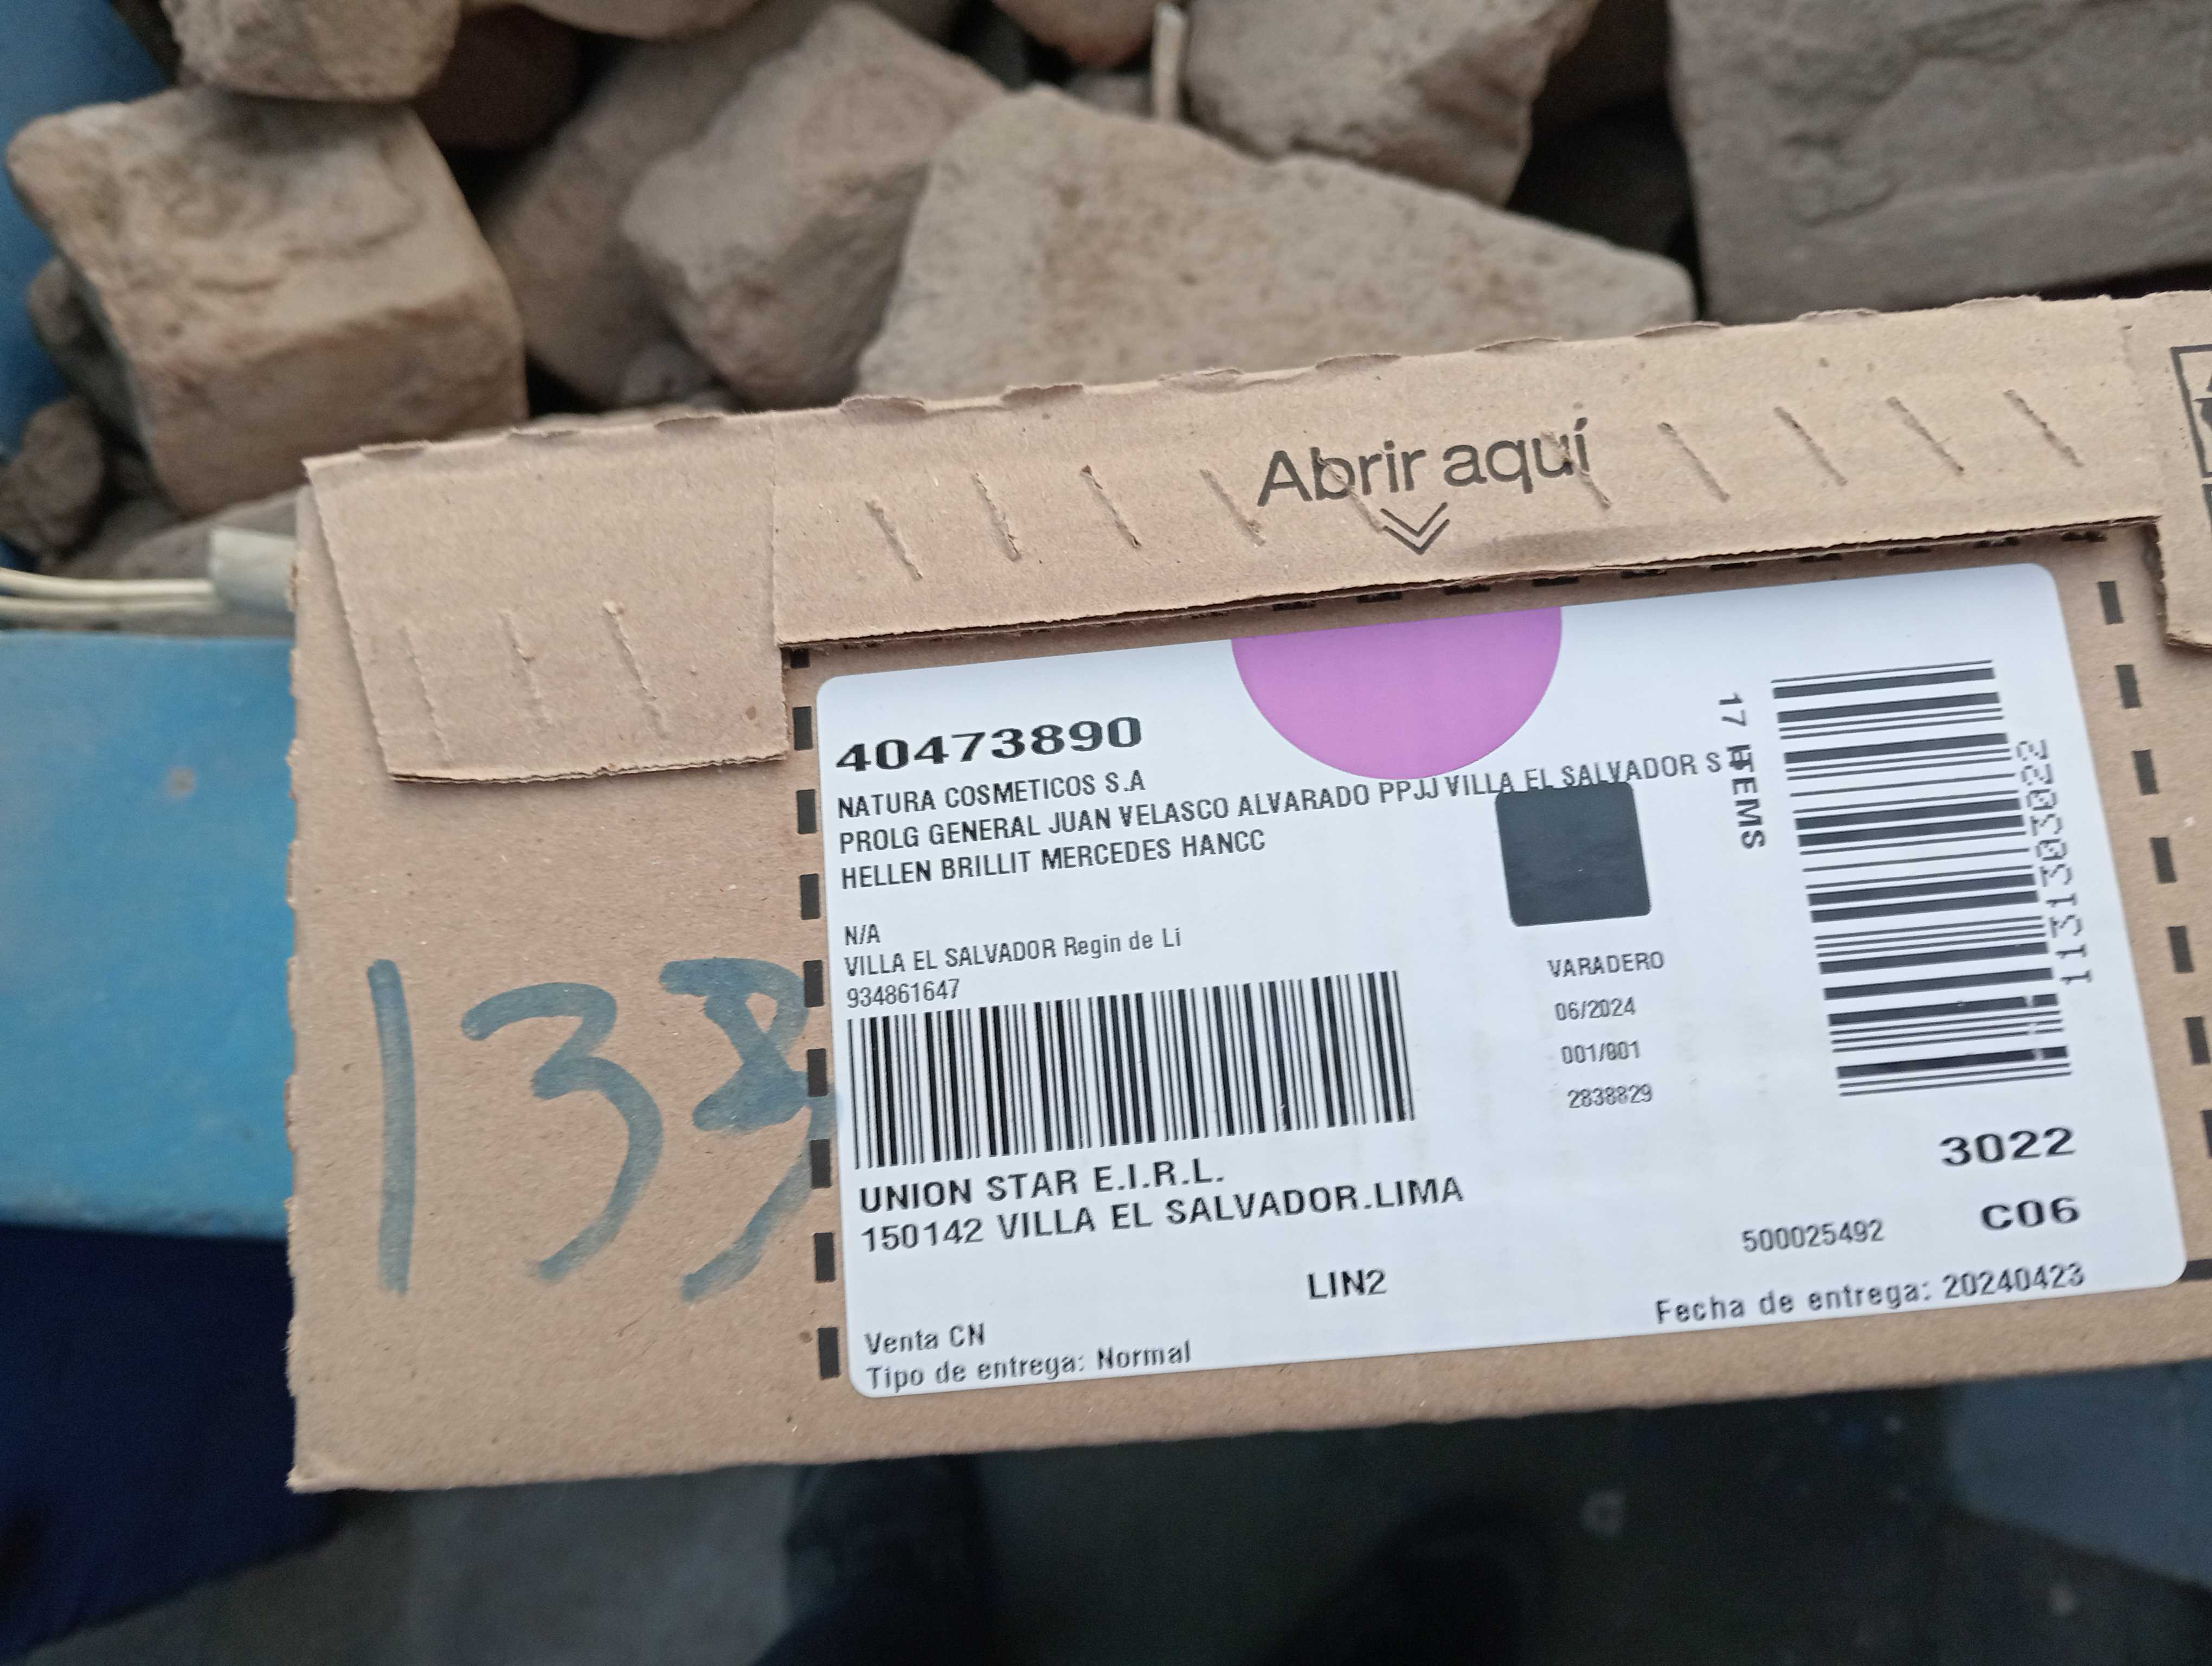 Abrir aquí
40473890
NATURA COSMETICOS S.A
PROLG GENERAL JUAN VELASCO ALVARADO PPJJ VILLA EL SALVADOR S
HELLEN BRILLIT MERCEDES HANCC
N/A
VILLA EL SALVADOR Regin de Li
934861647
UNION STAR E.I.R.L.
150142 VILLA EL SALVADOR.LIMA
LIN2
Venta CN
Tipo de entrega: Normal
VARADERO
06/2024
001/001
2838829
17 ITEMS
1131303022
3022
C06
500025492
Fecha de entrega: 20240423